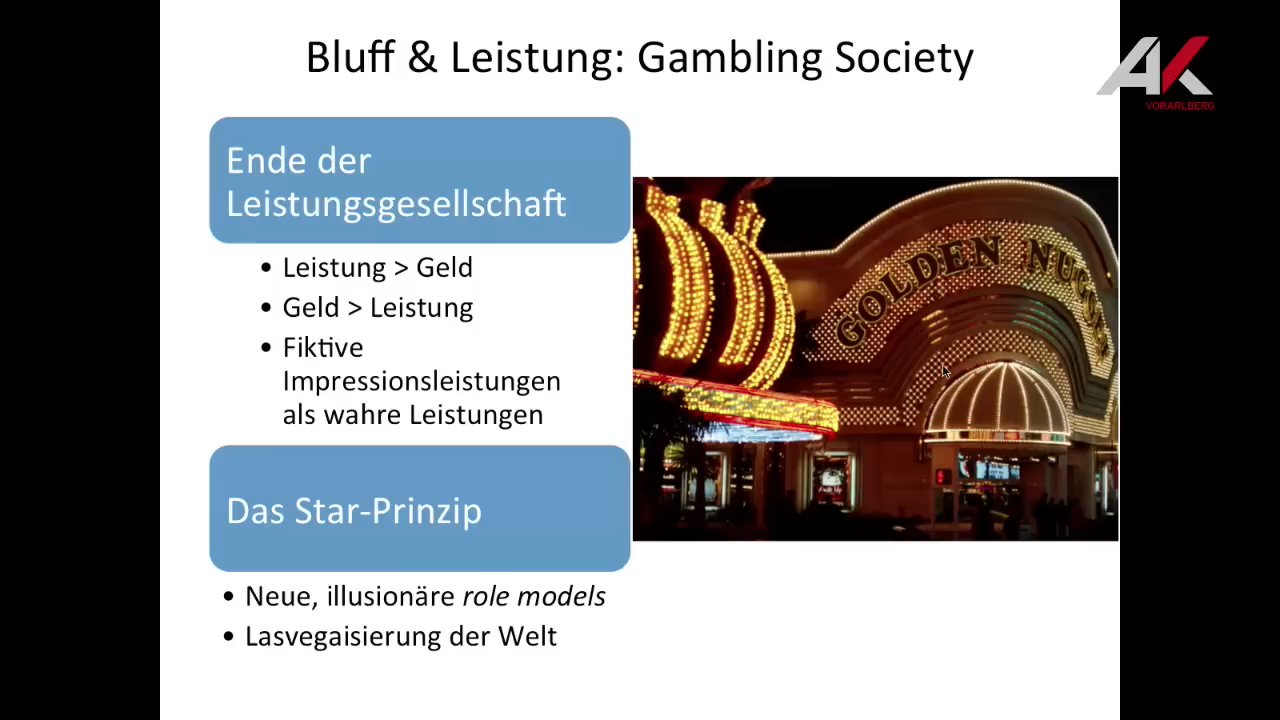 Bluff & Leistung: Gambling Society
AK
VORARLBERG
Ende der
Leistungsgesellschaft
• Leistung > Geld
• Geld > Leistung
• Fiktive
Impressionsleistungen
als wahre Leistungen
GOLDEN NUGGET
Das Star-Prinzip
• Neue, illusionäre role models
• Lasvegaisierung der Welt